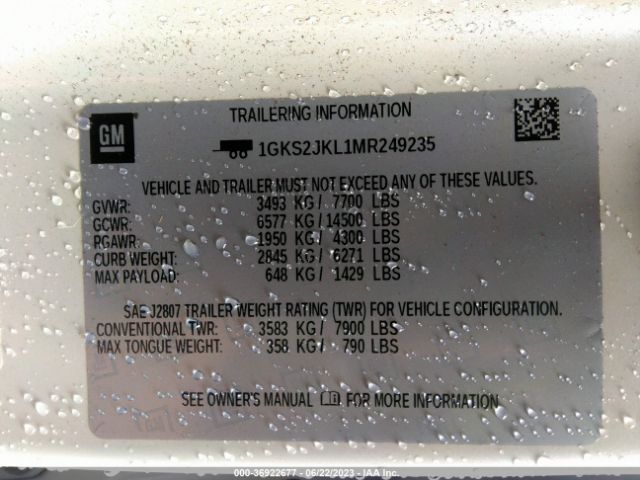 TRAILERING INFORMATION
GM
1GKS2JKL1MR249235
VEHICLE AND TRAILER MUST NOT EXCEED ANY OF THESE VALUES.
GVWR: 3493 KG/ 7700 LBS
GCWR: 6577 KG/ 14500 LBS
RGAWR: 1950 KG/ 4300 LBS
CURB WEIGHT: 2845 KG/ 6271 LBS
MAX PAYLOAD: 648 KG/ 1429 LBS
SAE J2807 TRAILER WEIGHT RATING (TWR) FOR VEHICLE CONFIGURATION.
CONVENTIONAL TWR: 3583 KG/ 7900 LBS
MAX TONGUE WEIGHT: 358 KG/ 790 LBS
SEE OWNER'S MANUAL FOR MORE INFORMATION
000-36922677 - 06/22/2023 - IAA Inc.